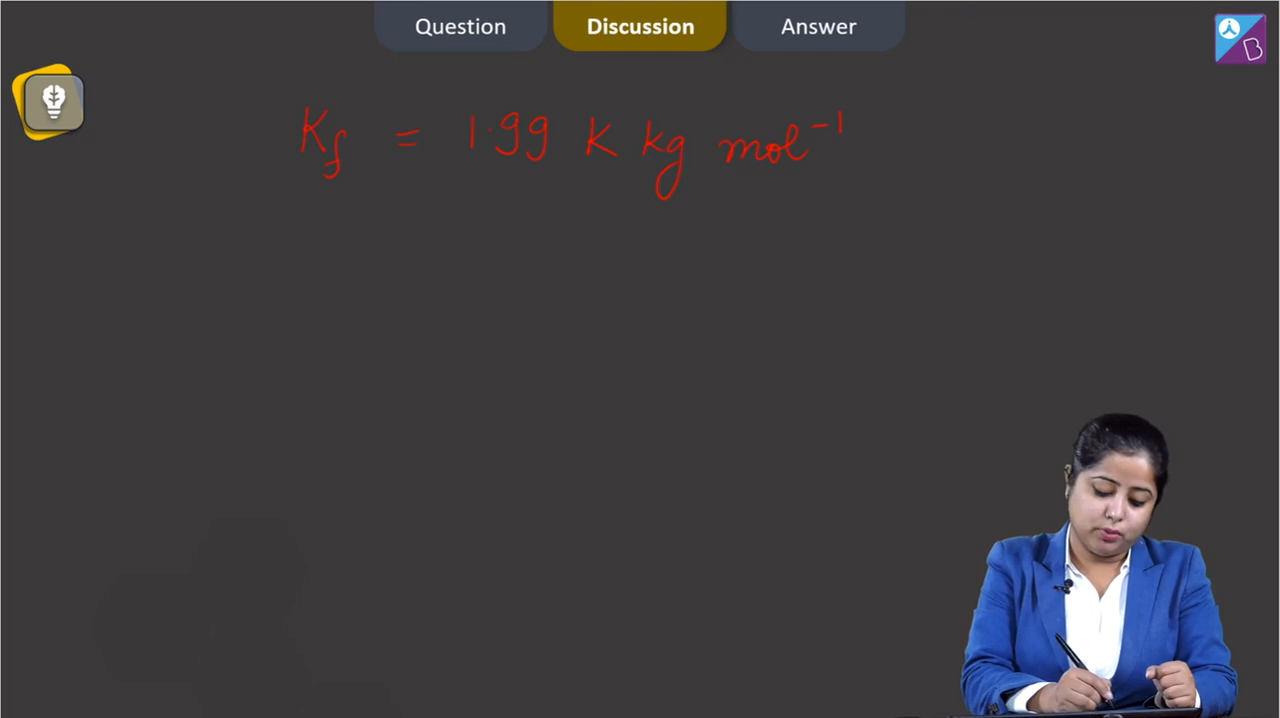 Question Discussion Answer
B
Kf = 1.99 K kg mol⁻¹